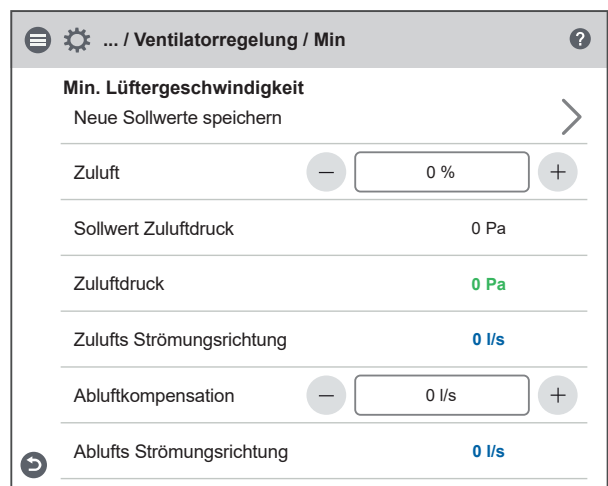 ... / Ventilatorregelung / Min ?
Min. Lüftergeschwindigkeit
Neue Sollwerte speichern
Zuluft − 0 % +
Sollwert Zuluftdruck 0 Pa
Zuluftdruck 0 Pa
Zulufts Strömungsrichtung 0 l/s
Abluftkompensation − 0 l/s +
Ablufts Strömungsrichtung 0 l/s